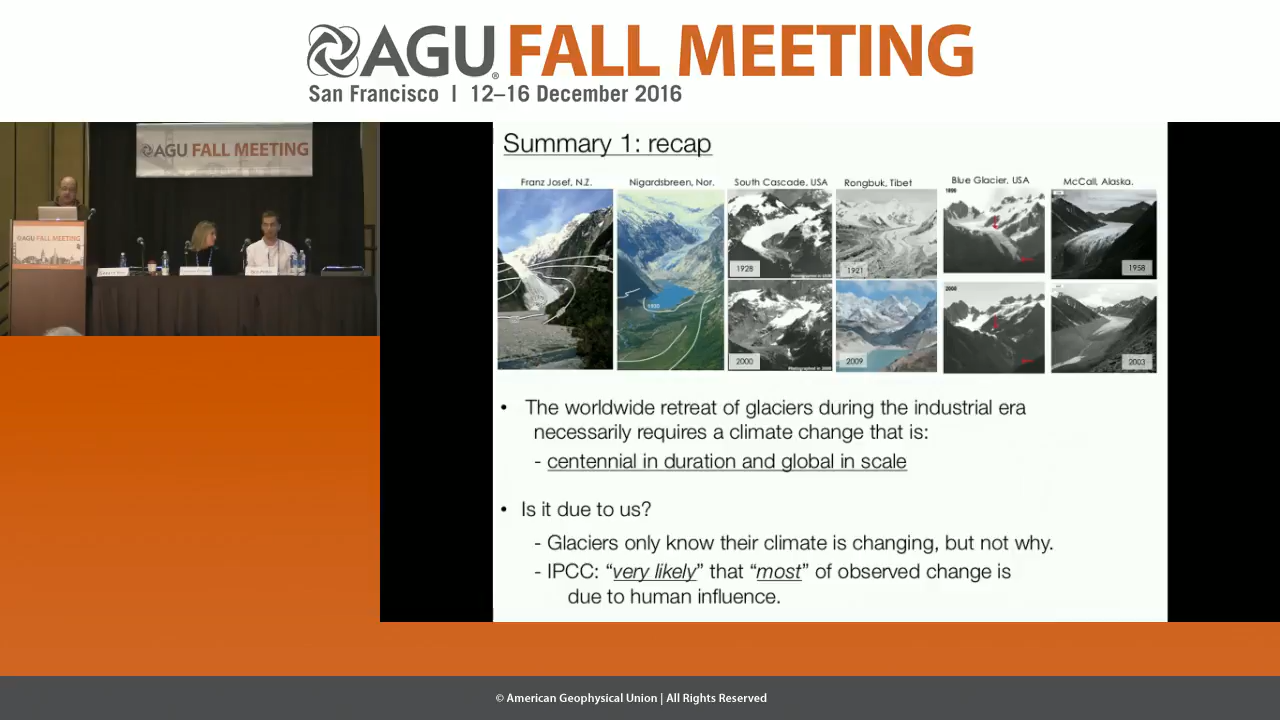 AGU FALL MEETING
San Francisco | 12–16 December 2016
AGU FALL MEETING
AGU FALL MEETING
Summary 1: recap
Franz Josef, N.Z.
Nigardsbreen, Nor.
South Cascade, USA
Rongbuk, Tibet
Blue Glacier, USA
McCall, Alaska.
1928
1921
1958
2000
2009
2000
2003
• The worldwide retreat of glaciers during the industrial era
necessarily requires a climate change that is:
- centennial in duration and global in scale
• Is it due to us?
- Glaciers only know their climate is changing, but not why.
- IPCC: “very likely” that “most” of observed change is
due to human influence.
© American Geophysical Union | All Rights Reserved